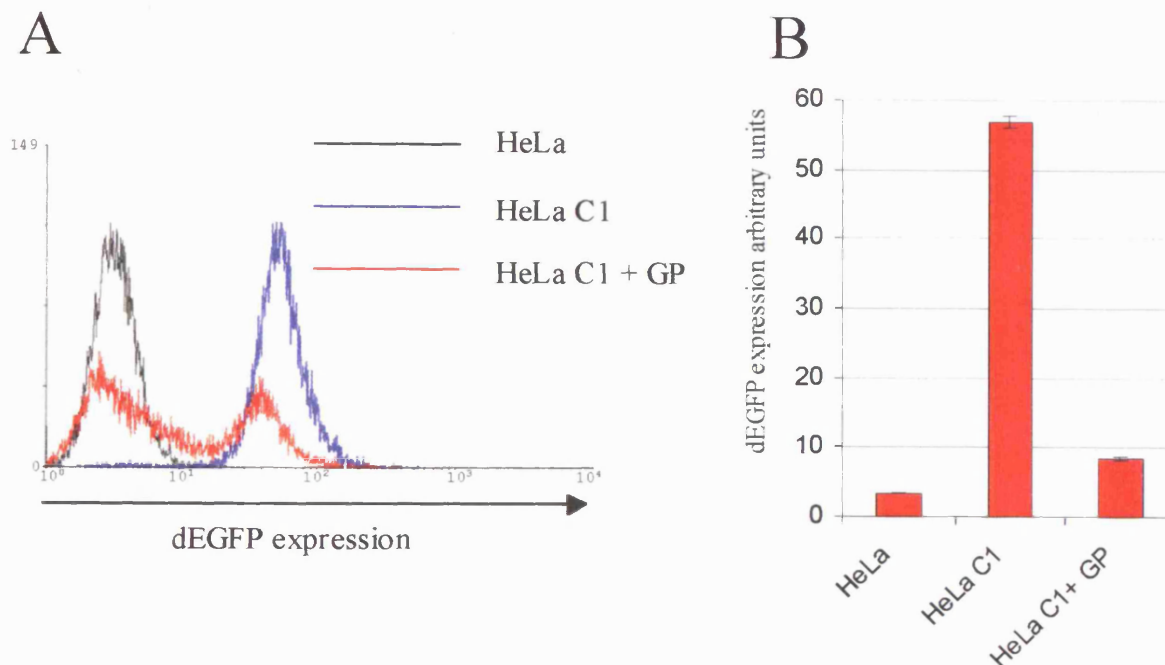 A
149
HeLa
HeLa C1
HeLa C1 + GP
0
10⁰ 10¹ 10² 10³ 10⁴
dEGFP expression
B
dEGFP expression arbitrary units
60
50
40
30
20
10
0
HeLa
HeLa C1
HeLa C1+ GP